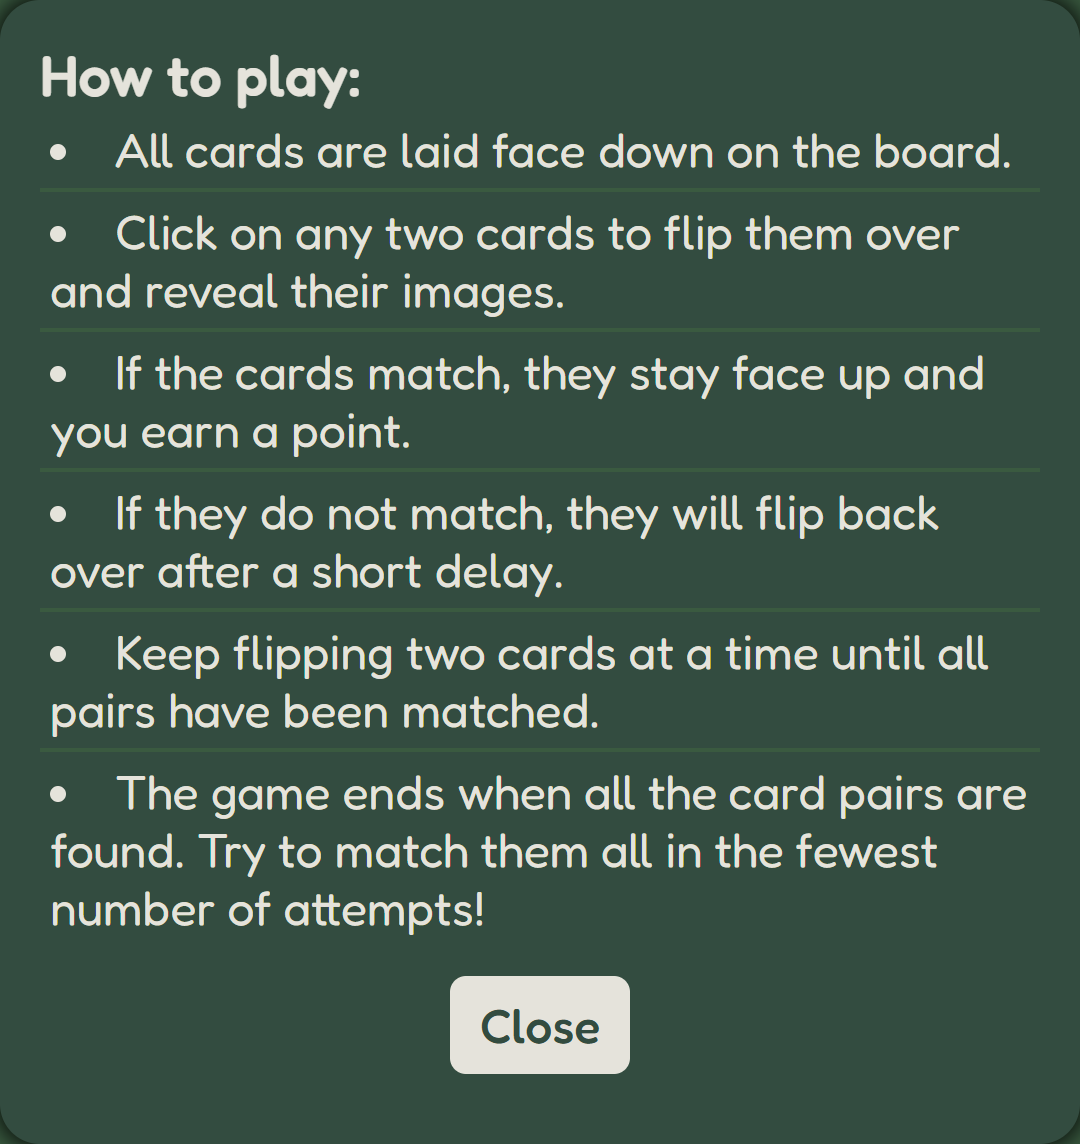 How to play:
• All cards are laid face down on the board.
• Click on any two cards to flip them over
and reveal their images.
• If the cards match, they stay face up and
you earn a point.
• If they do not match, they will flip back
over after a short delay.
• Keep flipping two cards at a time until all
pairs have been matched.
• The game ends when all the card pairs are
found. Try to match them all in the fewest
number of attempts!
Close